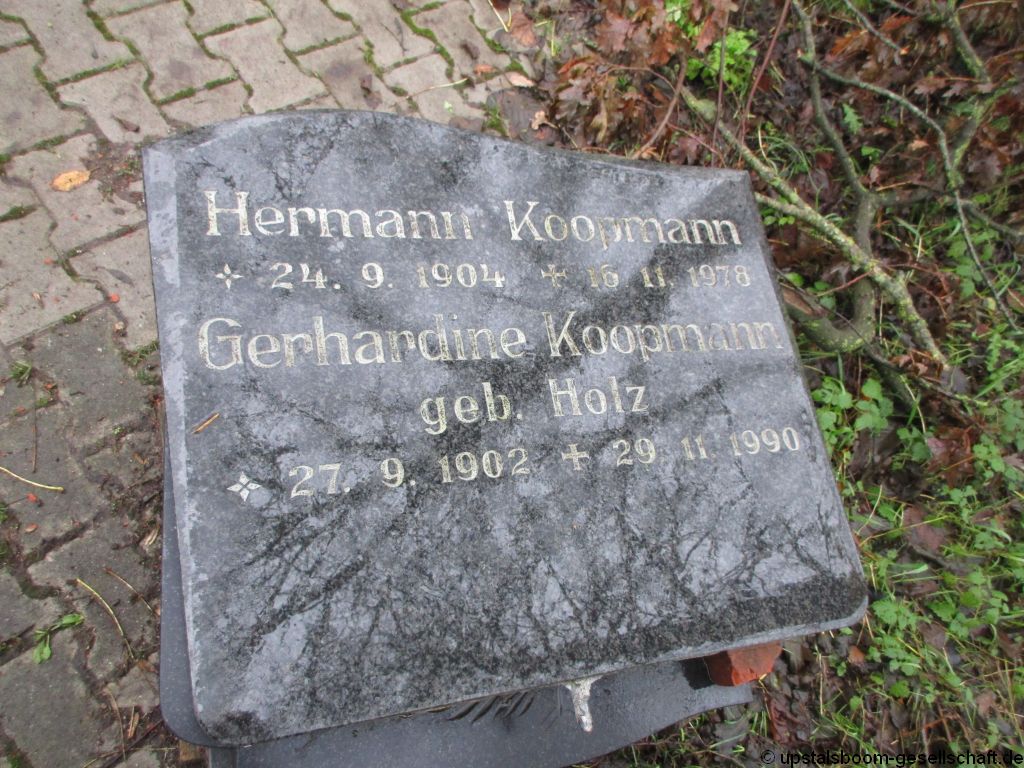 Hermann Koopmann
24. 9. 1904 ✝ 16 11. 1978
Gerhardine Koopmann
geb. Holz
27. 9. 1902 ✝ 29. 11. 1990
© upstalsboom-gesellschaft.de